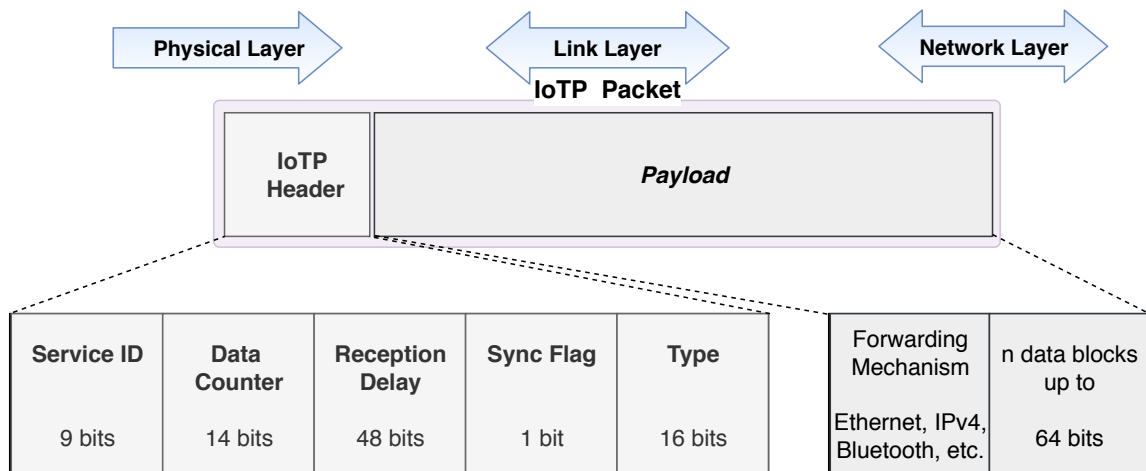 Physical Layer
Link Layer
Network Layer
IoTP Packet
IoTP
Header
Payload
Service ID
9 bits
Data
Counter
14 bits
Reception
Delay
48 bits
Sync Flag
1 bit
Type
16 bits
Forwarding
Mechanism
Ethernet, IPv4,
Bluetooth, etc.
n data blocks
up to
64 bits